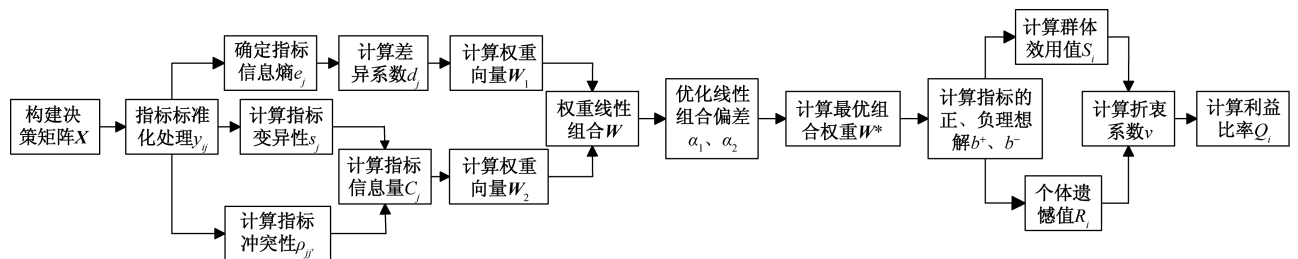 构建决
策矩阵X
指标标准
化处理y_ij
确定指标
信息熵e_j
计算差
异系数d_j
计算权重
向量W_1
计算指标
变异性s_j
计算指标
冲突性ρ_jj'
计算指标
信息量C_j
计算权重
向量W_2
权重线性
组合W
优化线性
组合偏差
α_1、α_2
计算最优组
合权重W*
计算指标的
正、负理想
解b⁺、b⁻
计算群体
效用值S_i
个体遗
憾值R_i
计算折衷
系数v
计算利益
比率Q_i